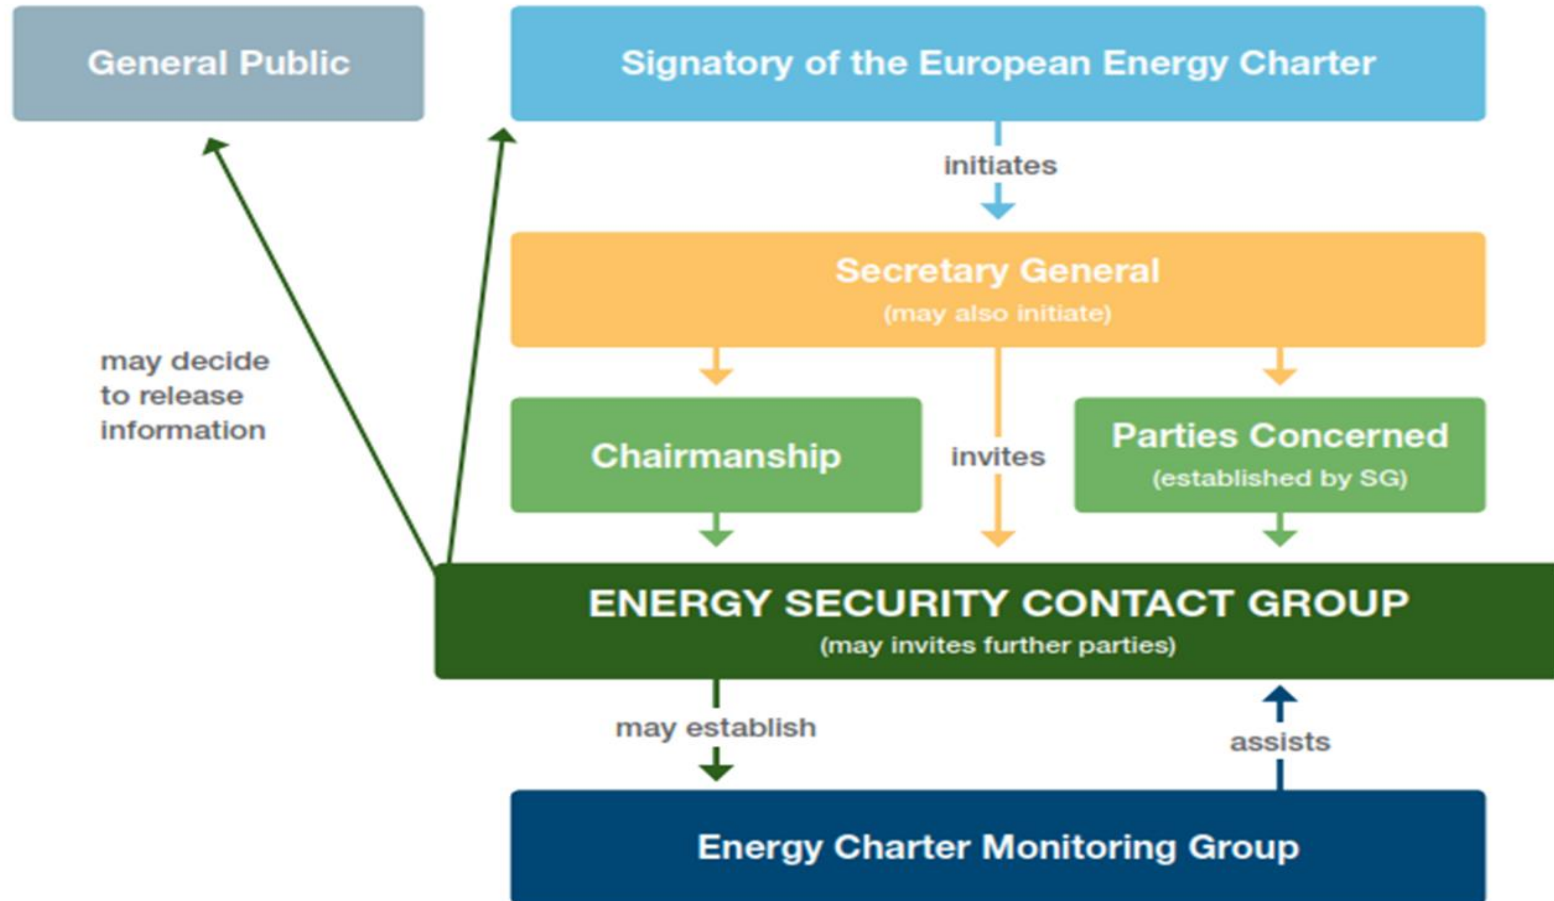 General Public
Signatory of the European Energy Charter
initiates
Secretary General
(may also initiate)
may decide
to release
information
Chairmanship
invites
Parties Concerned
(established by SG)
ENERGY SECURITY CONTACT GROUP
(may invites further parties)
may establish
assists
Energy Charter Monitoring Group